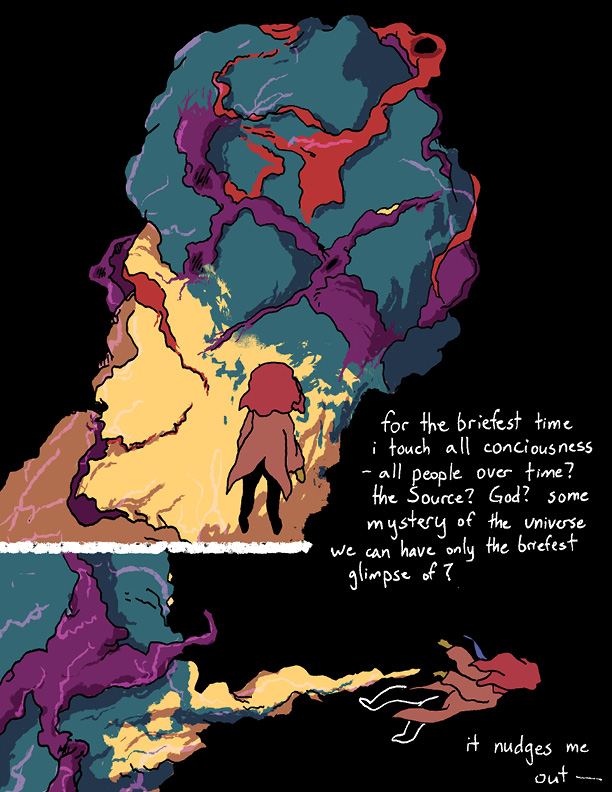 for the briefest time
i touch all conciousness
- all people over time?
the Source? God? some
mystery of the universe
we can have only the briefest
glimpse of?
it nudges me
out —